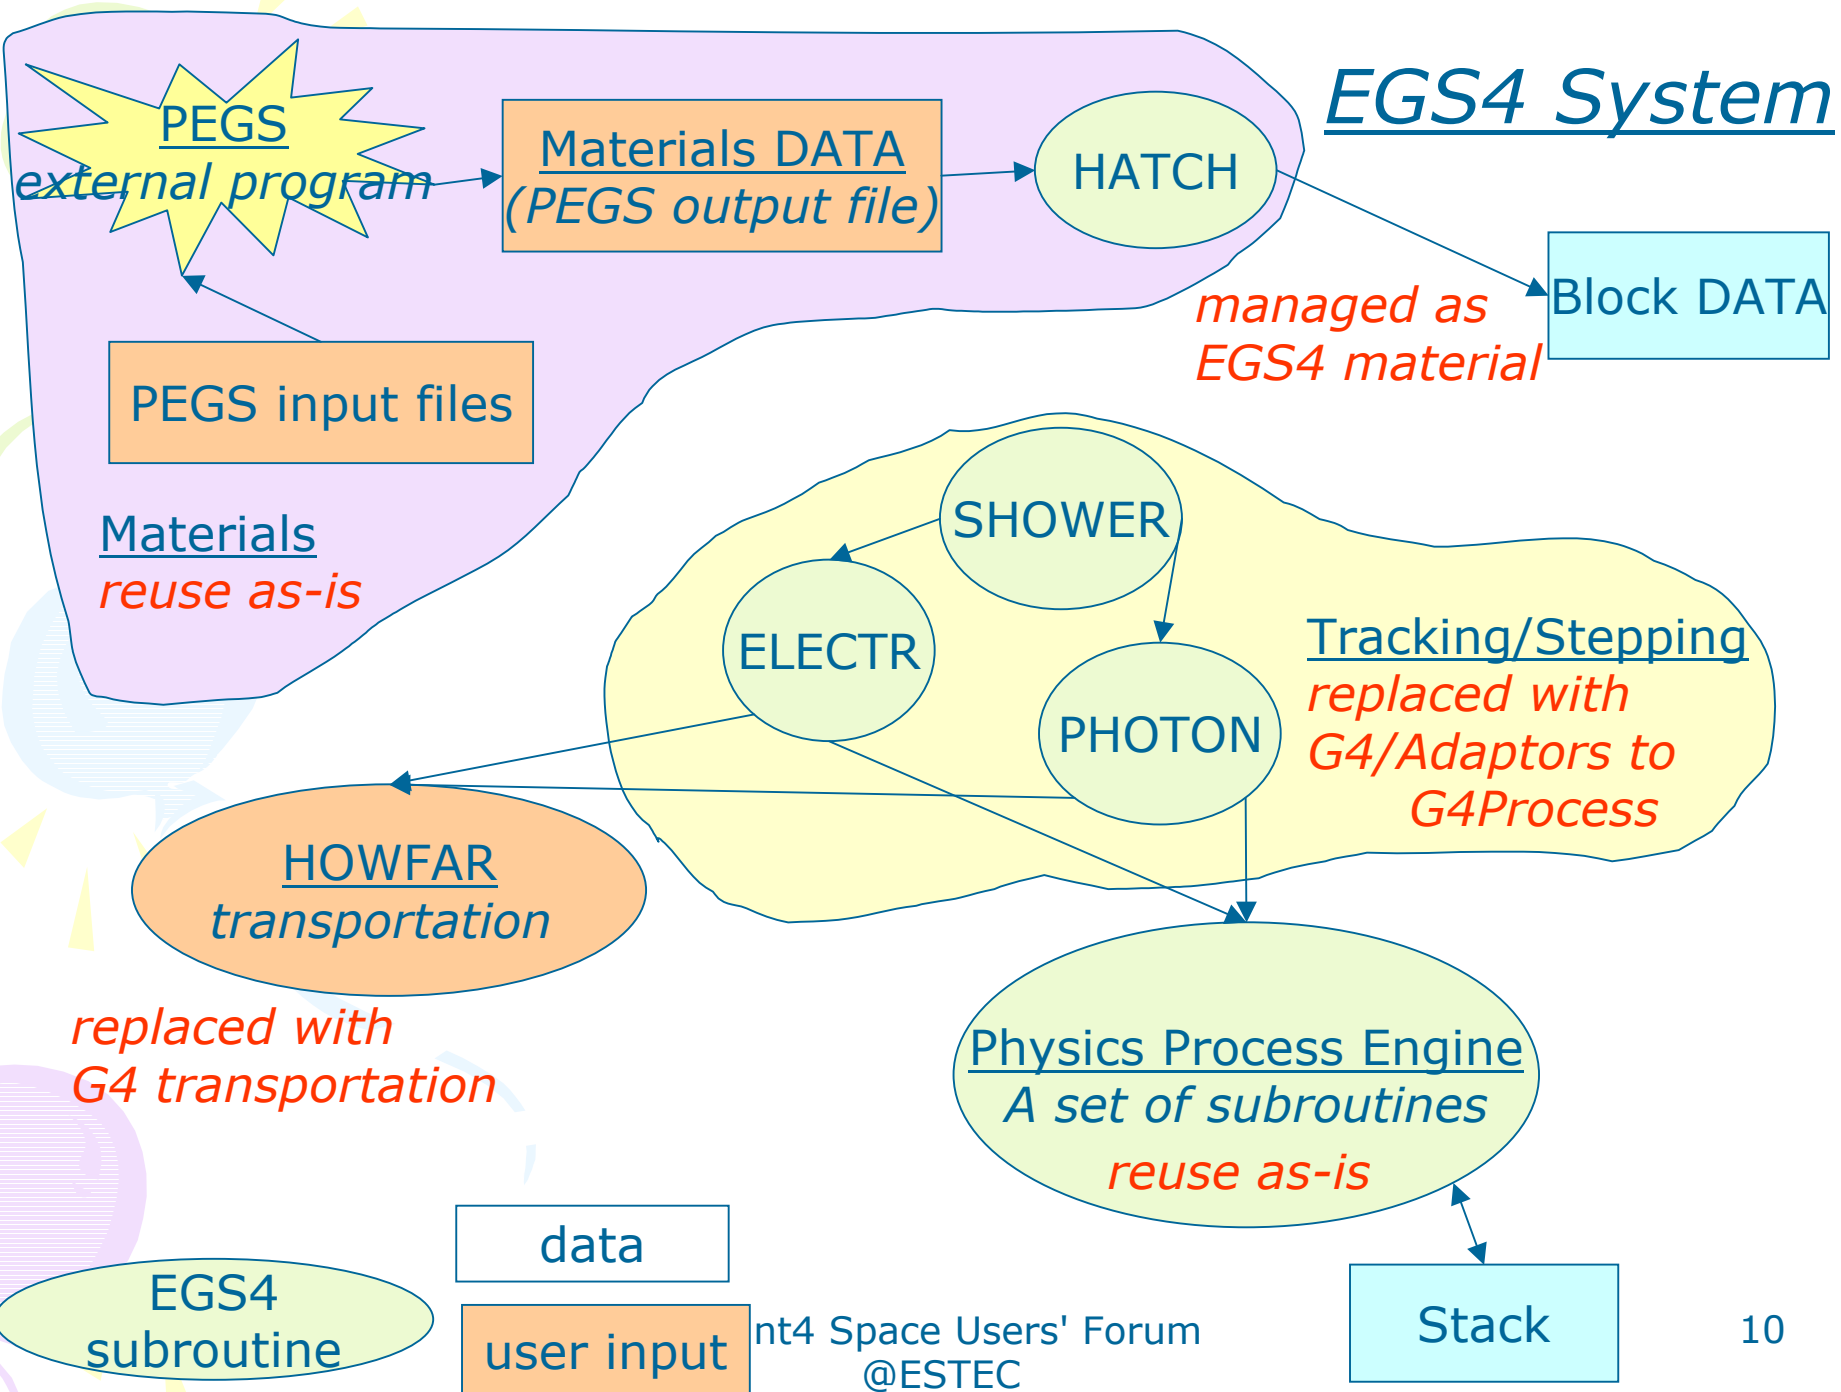 EGS4 System
PEGS
external program
Materials DATA
(PEGS output file)
HATCH
Block DATA
managed as
EGS4 material
PEGS input files
Materials
reuse as-is
SHOWER
ELECTR
PHOTON
Tracking/Stepping
replaced with
G4/Adaptors to
G4Process
HOWFAR
transportation
replaced with
G4 transportation
Physics Process Engine
A set of subroutines
reuse as-is
data
EGS4
subroutine
user input
nt4 Space Users' Forum
@ESTEC
Stack
10